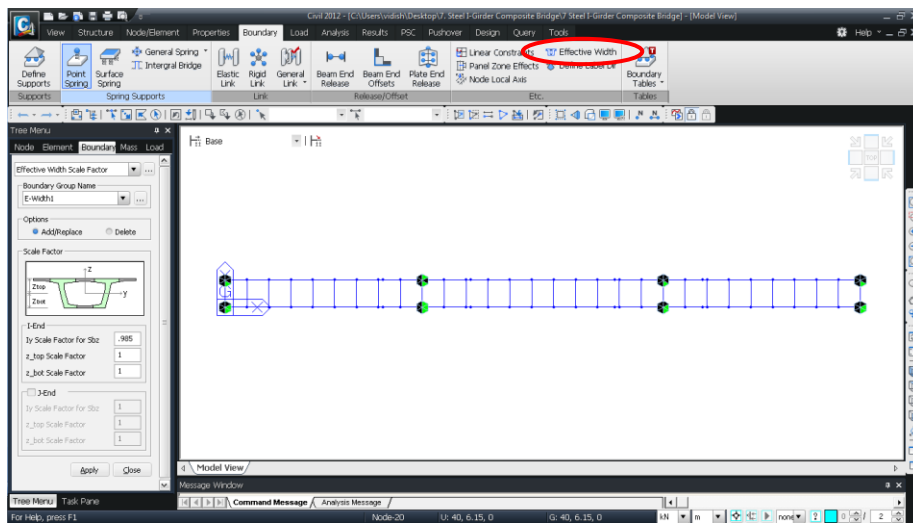 Civil 2012 - [C:\Users\vidish\Desktop\7. Steel I-Girder Composite Bridge\7 Steel I-Girder Composite Bridge] - [Model View]
View Structure Node/Element Properties Boundary Load Analysis Results PSC Pushover Design Query Tools Help
Define Supports
Point Spring
Surface Spring
General Spring
Intergral Bridge
Elastic Link
Rigid Link
General Link
Beam End Release
Beam End Offsets
Plate End Release
Linear Constraints
Effective Width
Panel Zone Effects
Define Label Dir
Node Local Axis
Boundary Tables
Supports Spring Supports Link Release/Offset Etc. Tables
Tree Menu
Node Element Boundary Mass Load
Base
TOP
Effective Width Scale Factor
Boundary Group Name
E-Width1
Options
Add/Replace Delete
Scale Factor
Z
Ztop
y
Zbot
I-End
Iy Scale Factor for Sbz .985
z_top Scale Factor 1
z_bot Scale Factor 1
J-End
Iy Scale Factor for Sbz 1
z_top Scale Factor 1
z_bot Scale Factor 1
Apply Close
Model View
Message Window
Tree Menu Task Pane
Command Message Analysis Message
For Help, press F1
Node-20
U: 40, 6.15, 0
G: 40, 6.15, 0
kN m none 0 / 2